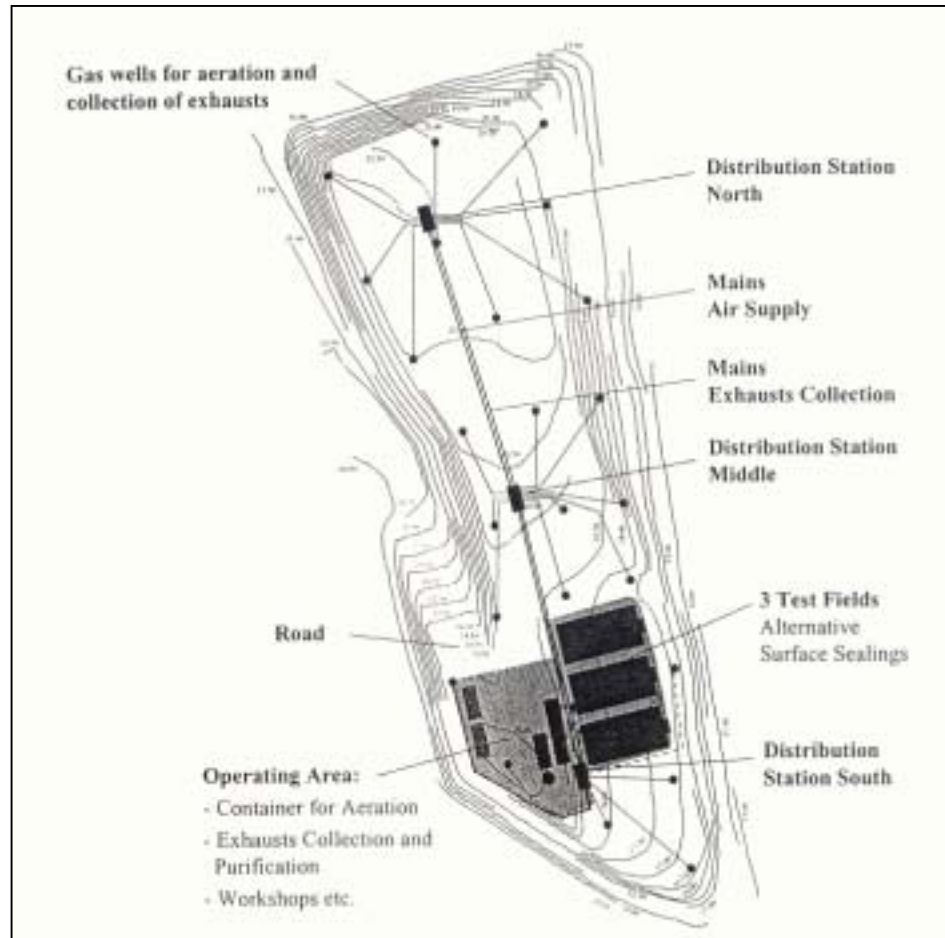 Gas wells for aeration and
collection of exhausts
Distribution Station
North
Mains
Air Supply
Mains
Exhausts Collection
Distribution Station
Middle
3 Test Fields
Alternative
Surface Sealings
Road
Distribution
Station South
Operating Area:
- Container for Aeration
- Exhausts Collection and
Purification
- Workshops etc.